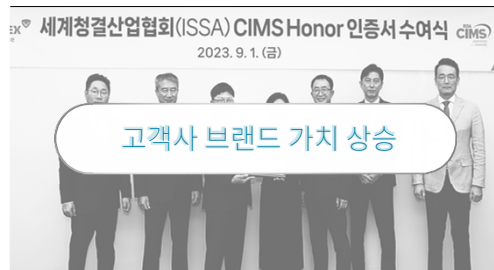 EX
세계청결산업협회(ISSA) CIMS Honor 인증서 수여식
CIMS
2023. 9. 1. (금)
고객사 브랜드 가치 상승